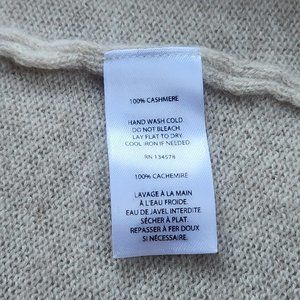 100% CASHMERE
HAND WASH COLD.
DO NOT BLEACH.
LAY FLAT TO DRY.
COOL IRON IF NEEDED.
RN 134578
100% CACHEMIRE
LAVAGE À LA MAIN
À L'EAU FROIDE.
EAU DE JAVEL INTERDITE
SÉCHER À PLAT.
REPASSER À FER DOUX
SI NÉCESSAIRE.